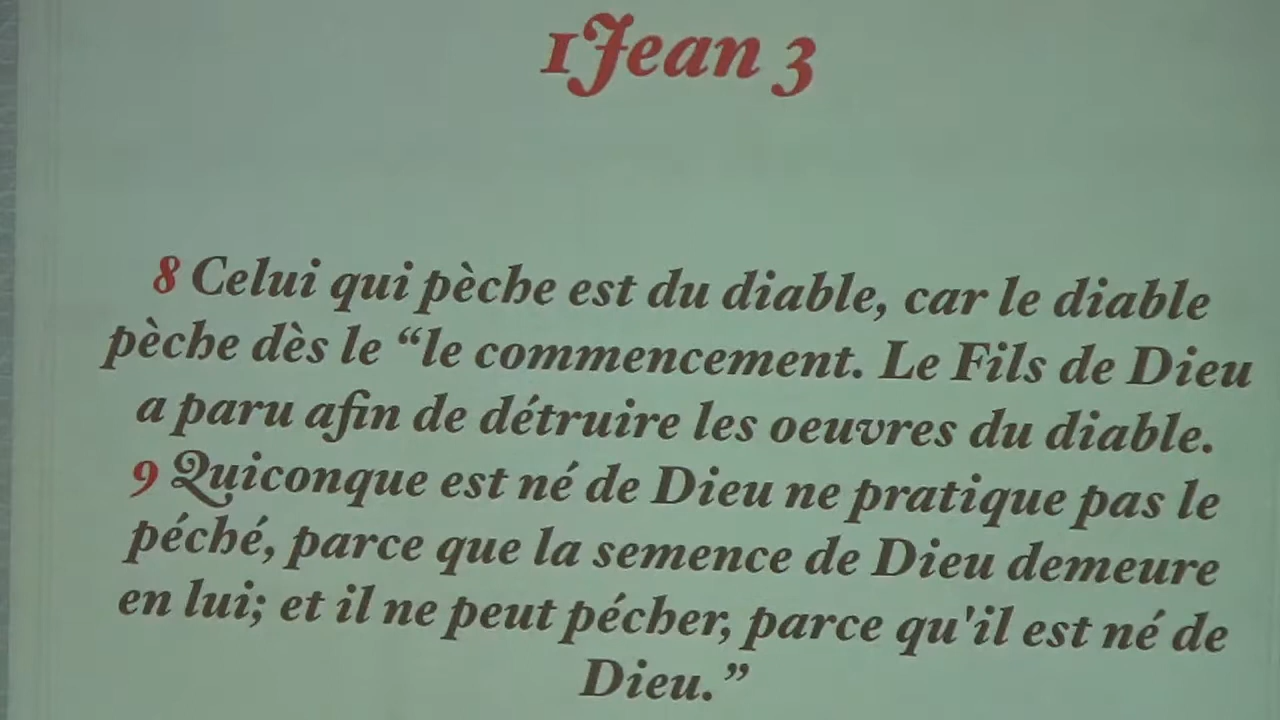 1 Jean 3
8 Celui qui pèche est du diable, car le diable
pèche dès le “le commencement. Le Fils de Dieu
a paru afin de détruire les oeuvres du diable.
9 Quiconque est né de Dieu ne pratique pas le
péché, parce que la semence de Dieu demeure
en lui; et il ne peut pécher, parce qu'il est né de
Dieu.”